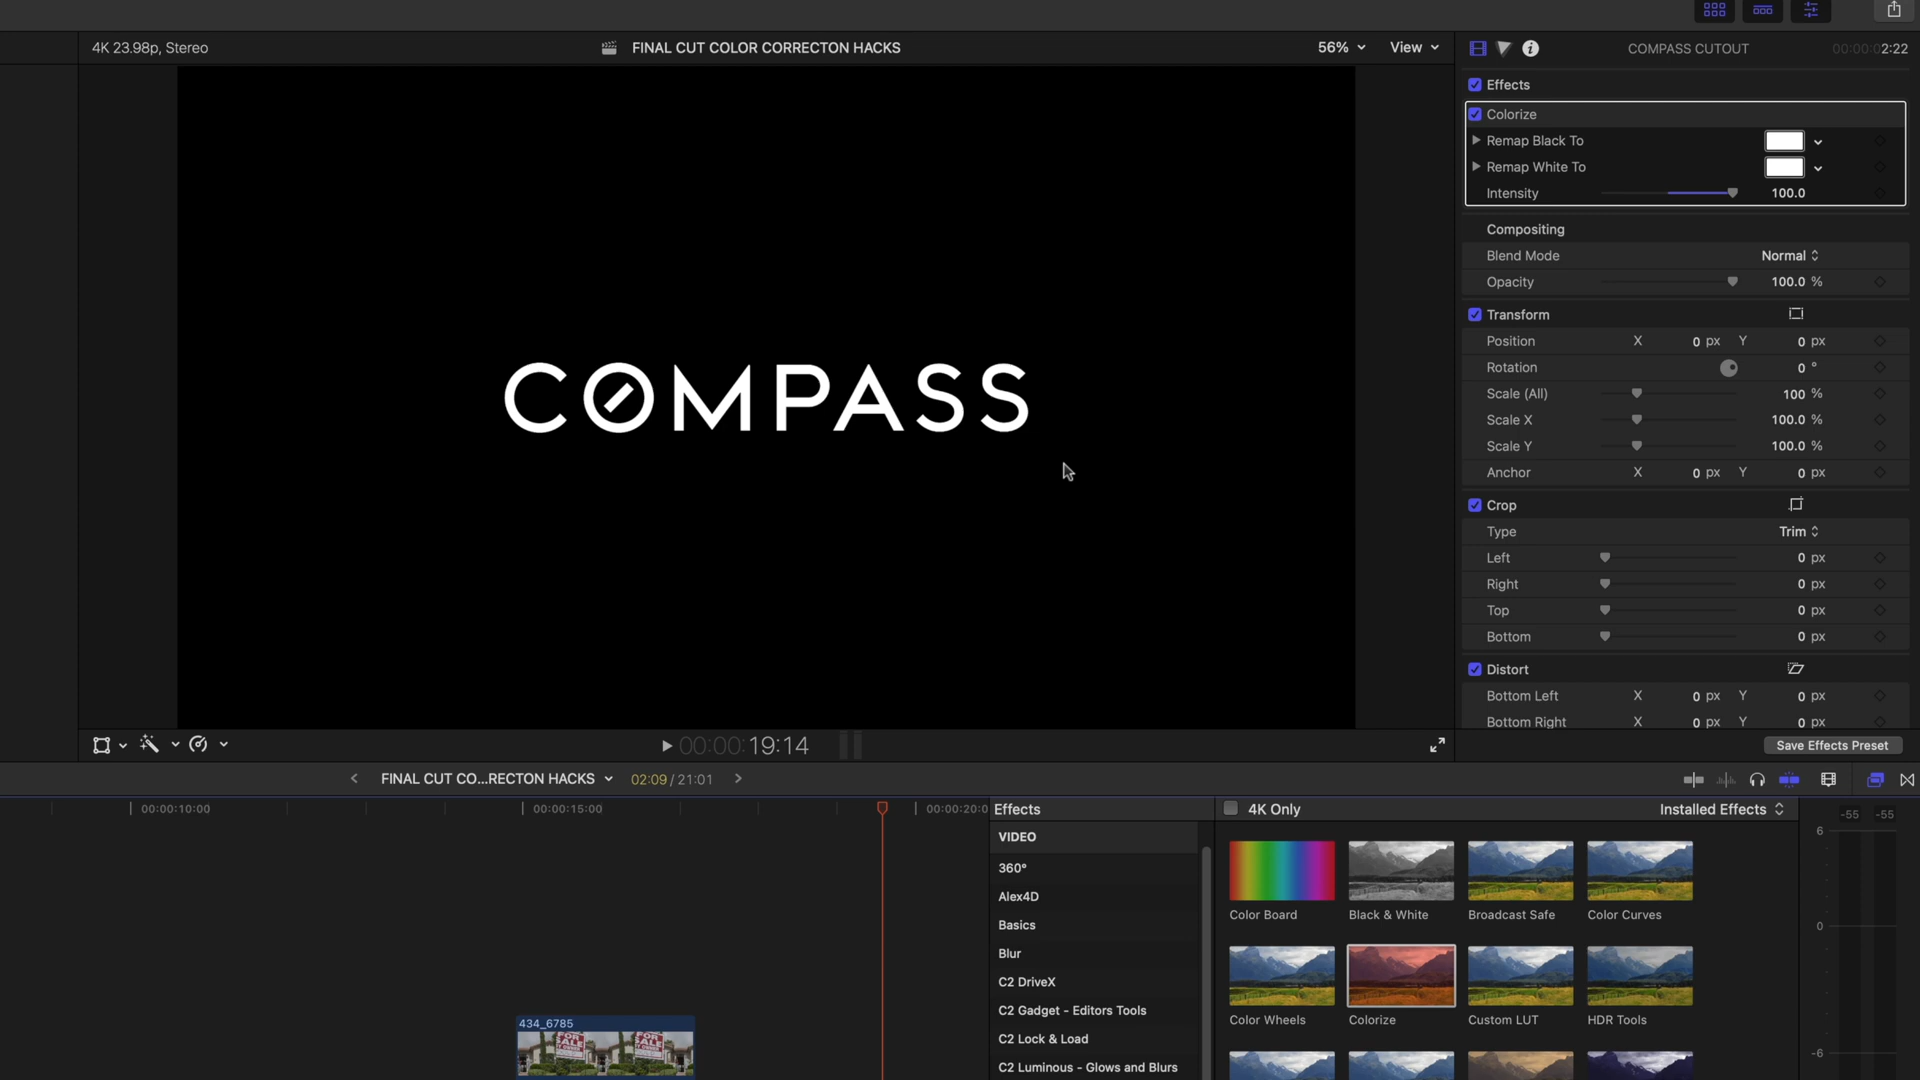 4K 23.98p, Stereo
FINAL CUT COLOR CORRECTON HACKS
56%
View
COMPASS CUTOUT
00:00:02:22
Effects
Colorize
Remap Black To
Remap White To
Intensity 100.0
Compositing
Blend Mode Normal
Opacity 100.0 %
Transform
Position X 0 px Y 0 px
Rotation 0 °
Scale (All) 100 %
Scale X 100.0 %
Scale Y 100.0 %
Anchor X 0 px Y 0 px
Crop
Type Trim
Left 0 px
Right 0 px
Top 0 px
Bottom 0 px
Distort
Bottom Left X 0 px Y 0 px
Bottom Right X 0 px Y 0 px
Save Effects Preset
COMPASS
00:00:19:14
FINAL CUT CO...RECTON HACKS
02:09 / 21:01
00:00:10:00
00:00:15:00
00:00:20:0
434_6785
FOR SALE
FOR SALE
Effects
VIDEO
360°
Alex4D
Basics
Blur
C2 DriveX
C2 Gadget - Editors Tools
C2 Lock & Load
C2 Luminous - Glows and Blurs
4K Only
Installed Effects
Color Board
Black & White
Broadcast Safe
Color Curves
Color Wheels
Colorize
Custom LUT
HDR Tools
-55 -55
6
0
-6